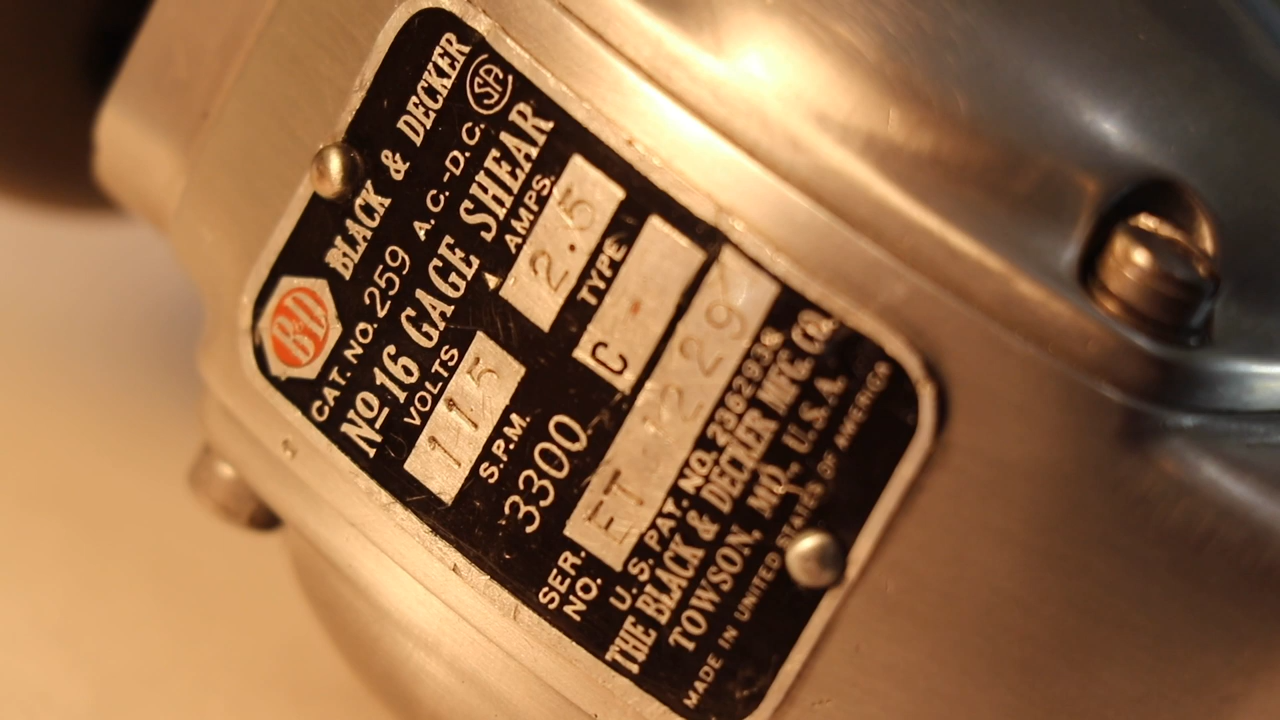 B&D
BLACK & DECKER
CAT. NO. 259 A.C.-D.C. SA
No 16 GAGE SHEAR
VOLTS AMPS.
115 2.5
S.P.M. TYPE
3300 C
SER. NO. ET 1229
U.S. PAT. NO. 2362936
THE BLACK & DECKER MFG. CO.
TOWSON, MD., U.S.A.
MADE IN UNITED STATES OF AMERICA